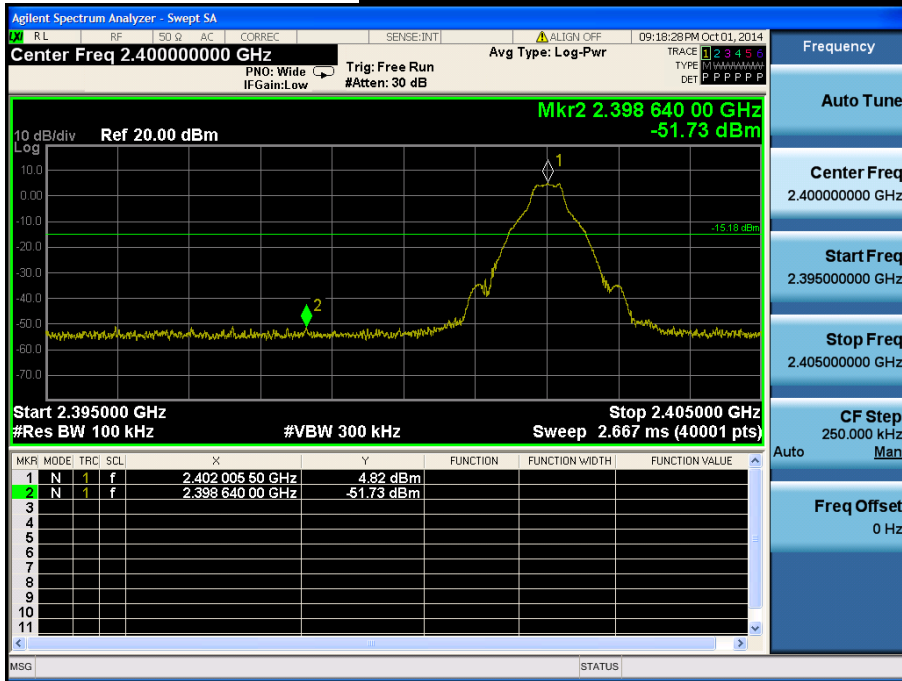 Agilent Spectrum Analyzer - Swept SA
LXI RL RF 50 Ω AC CORREC SENSE:INT ALIGN OFF 09:18:28PM Oct 01, 2014
Center Freq 2.400000000 GHz
PNO: Wide
IFGain:Low
Trig: Free Run
#Atten: 30 dB
Avg Type: Log-Pwr
TRACE 1 2 3 4 5 6
TYPE M
DET P P P P P P
Mkr2 2.398 640 00 GHz
-51.73 dBm
10 dB/div Ref 20.00 dBm
Log
10.0
0.00
-10.0
-20.0
-30.0
-40.0
-50.0
-60.0
-70.0
1
2
-15.18 dBm
Start 2.395000 GHz Stop 2.405000 GHz
#Res BW 100 kHz #VBW 300 kHz Sweep 2.667 ms (40001 pts)
MKR MODE TRC SCL X Y FUNCTION FUNCTION WIDTH FUNCTION VALUE
1 N 1 f 2.402 005 50 GHz 4.82 dBm
2 N 1 f 2.398 640 00 GHz -51.73 dBm
3
4
5
6
7
8
9
10
11
MSG STATUS
Frequency
Auto Tune
Center Freq
2.400000000 GHz
Start Freq
2.395000000 GHz
Stop Freq
2.405000000 GHz
CF Step
250.000 kHz
Auto Man
Freq Offset
0 Hz